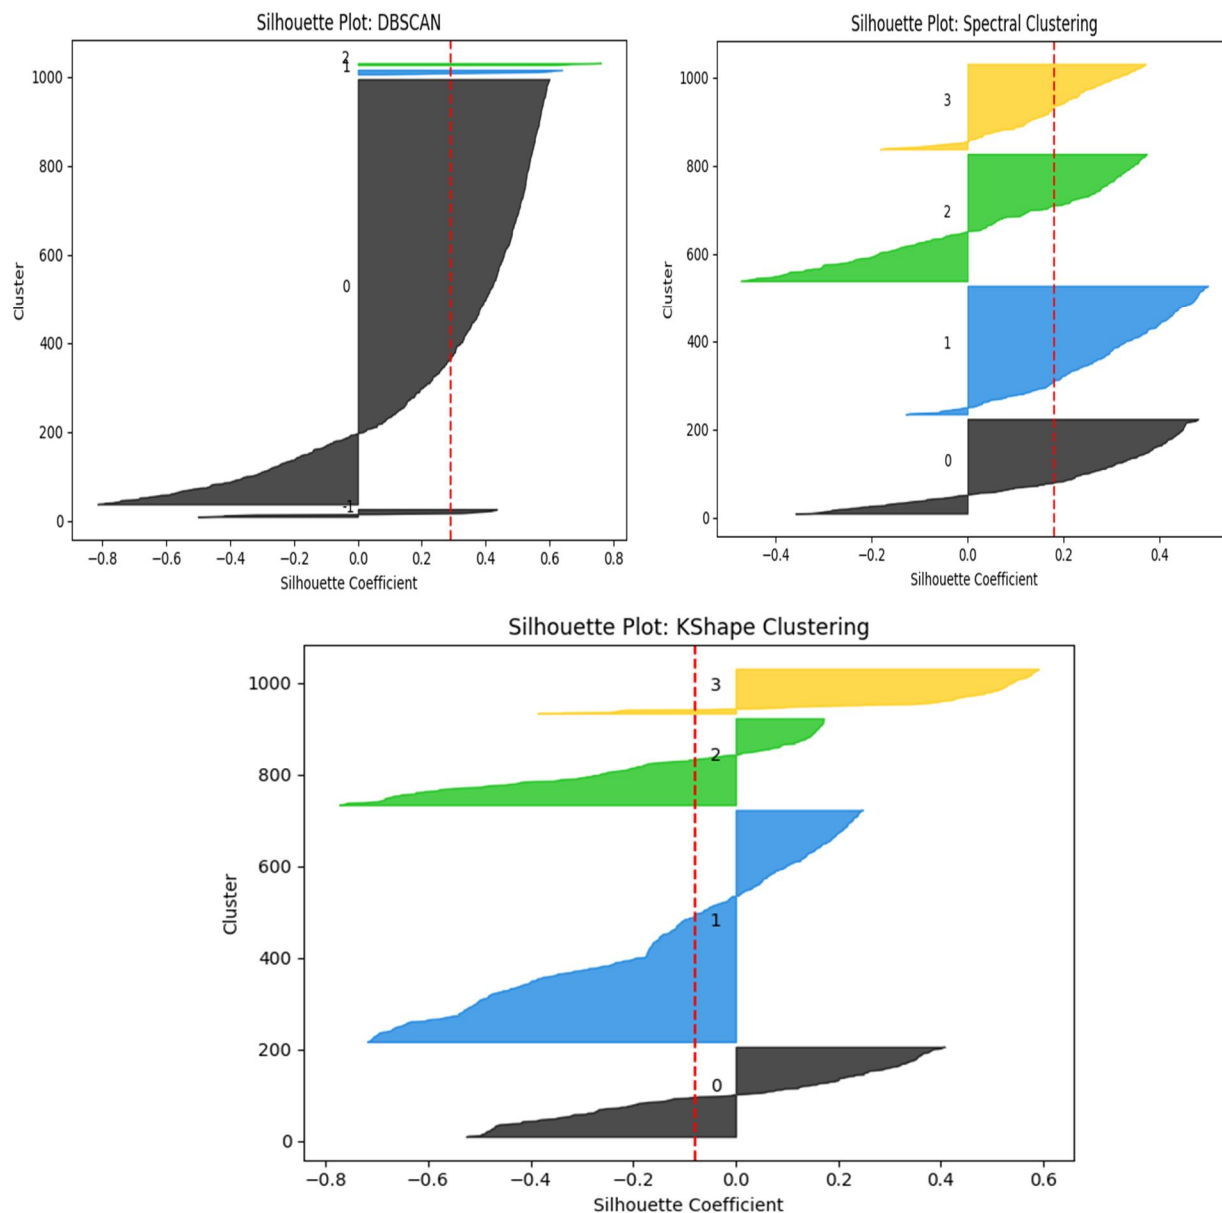 Silhouette Plot: DBSCAN
2
1
1000
800
600
400
200
0
Cluster
0
-1
−0.8 −0.6 −0.4 −0.2 0.0 0.2 0.4 0.6 0.8
Silhouette Coefficient
Silhouette Plot: Spectral Clustering
1000
800
600
400
200
0
Cluster
3
2
1
0
−0.4 −0.2 0.0 0.2 0.4
Silhouette Coefficient
Silhouette Plot: KShape Clustering
1000
800
600
400
200
0
Cluster
3
2
1
0
−0.8 −0.6 −0.4 −0.2 0.0 0.2 0.4 0.6
Silhouette Coefficient